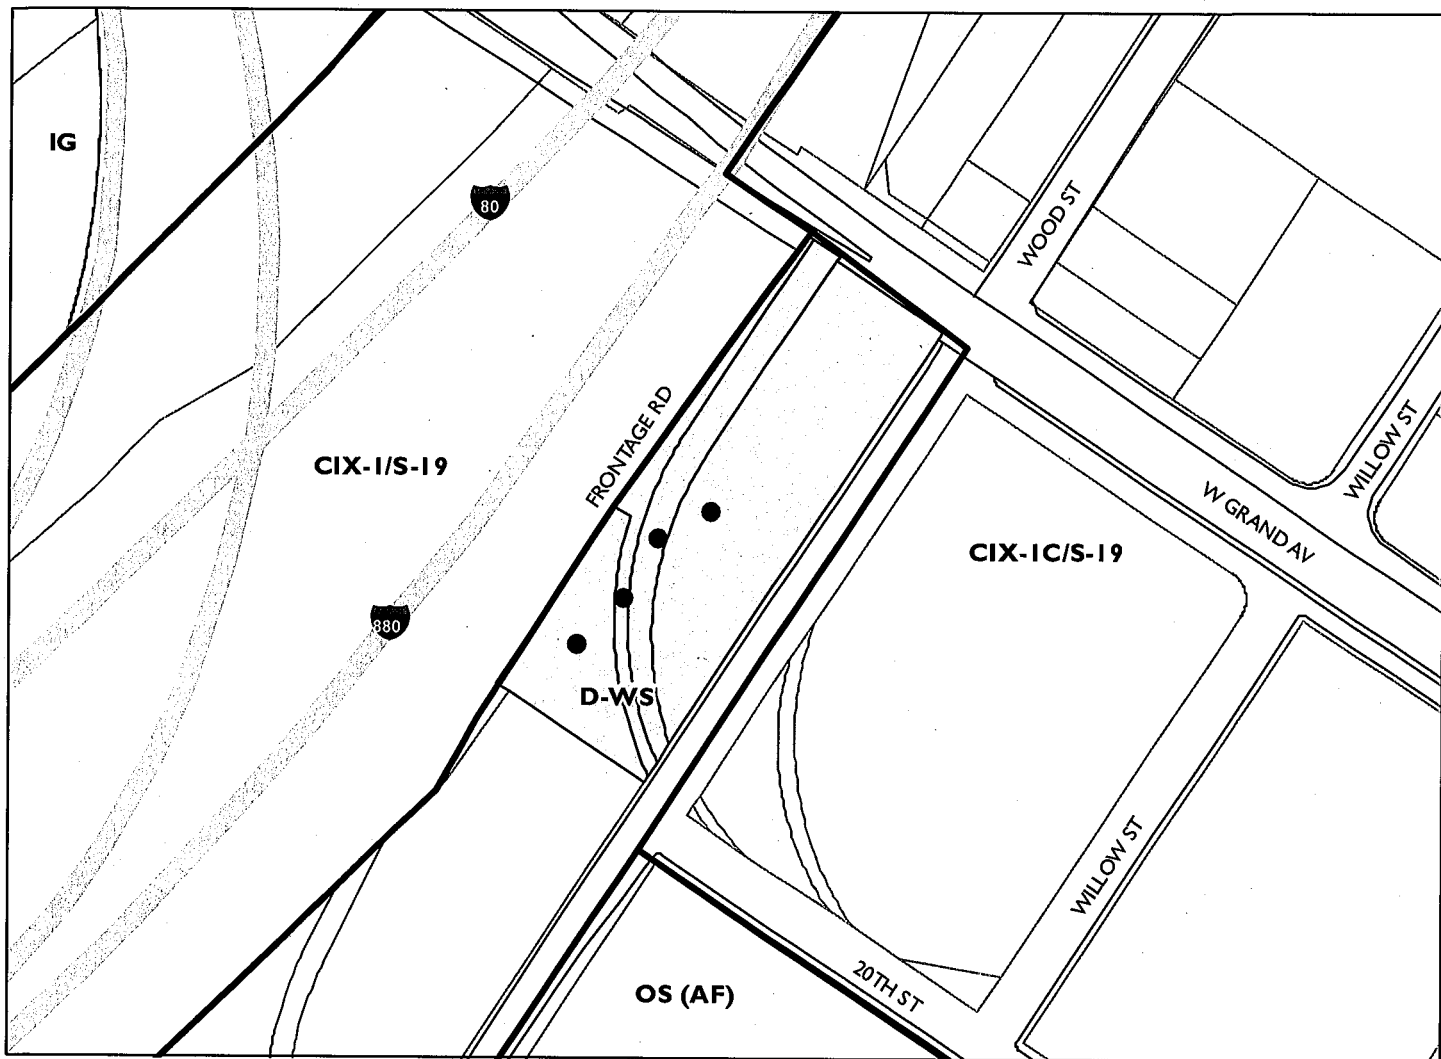 IG
80
WOOD ST
FRONTAGE RD
WILLOW ST
CIX-1/S-19
W GRAND AV
CIX-1C/S-19
880
D-WS
WILLOW ST
20TH ST
OS (AF)